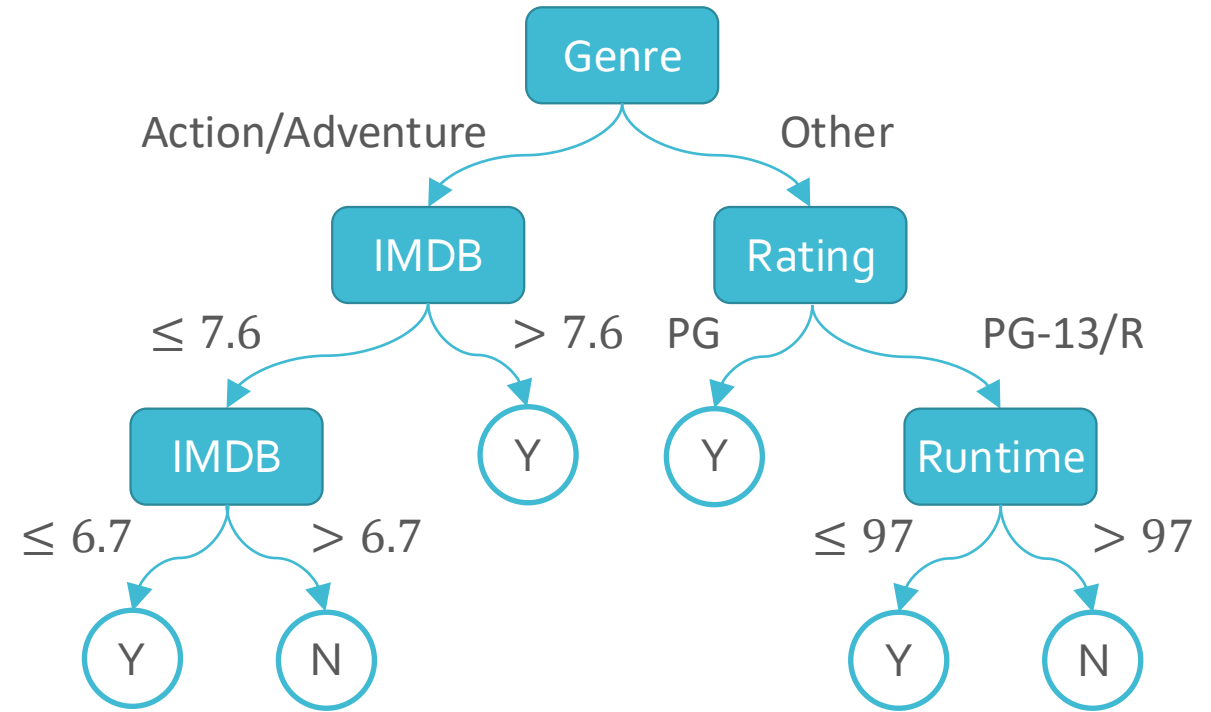 Genre
Action/Adventure
Other
IMDB
Rating
≤ 7.6
> 7.6
PG
PG-13/R
IMDB
Y
Y
Runtime
≤ 6.7
> 6.7
≤ 97
> 97
Y
N
Y
N